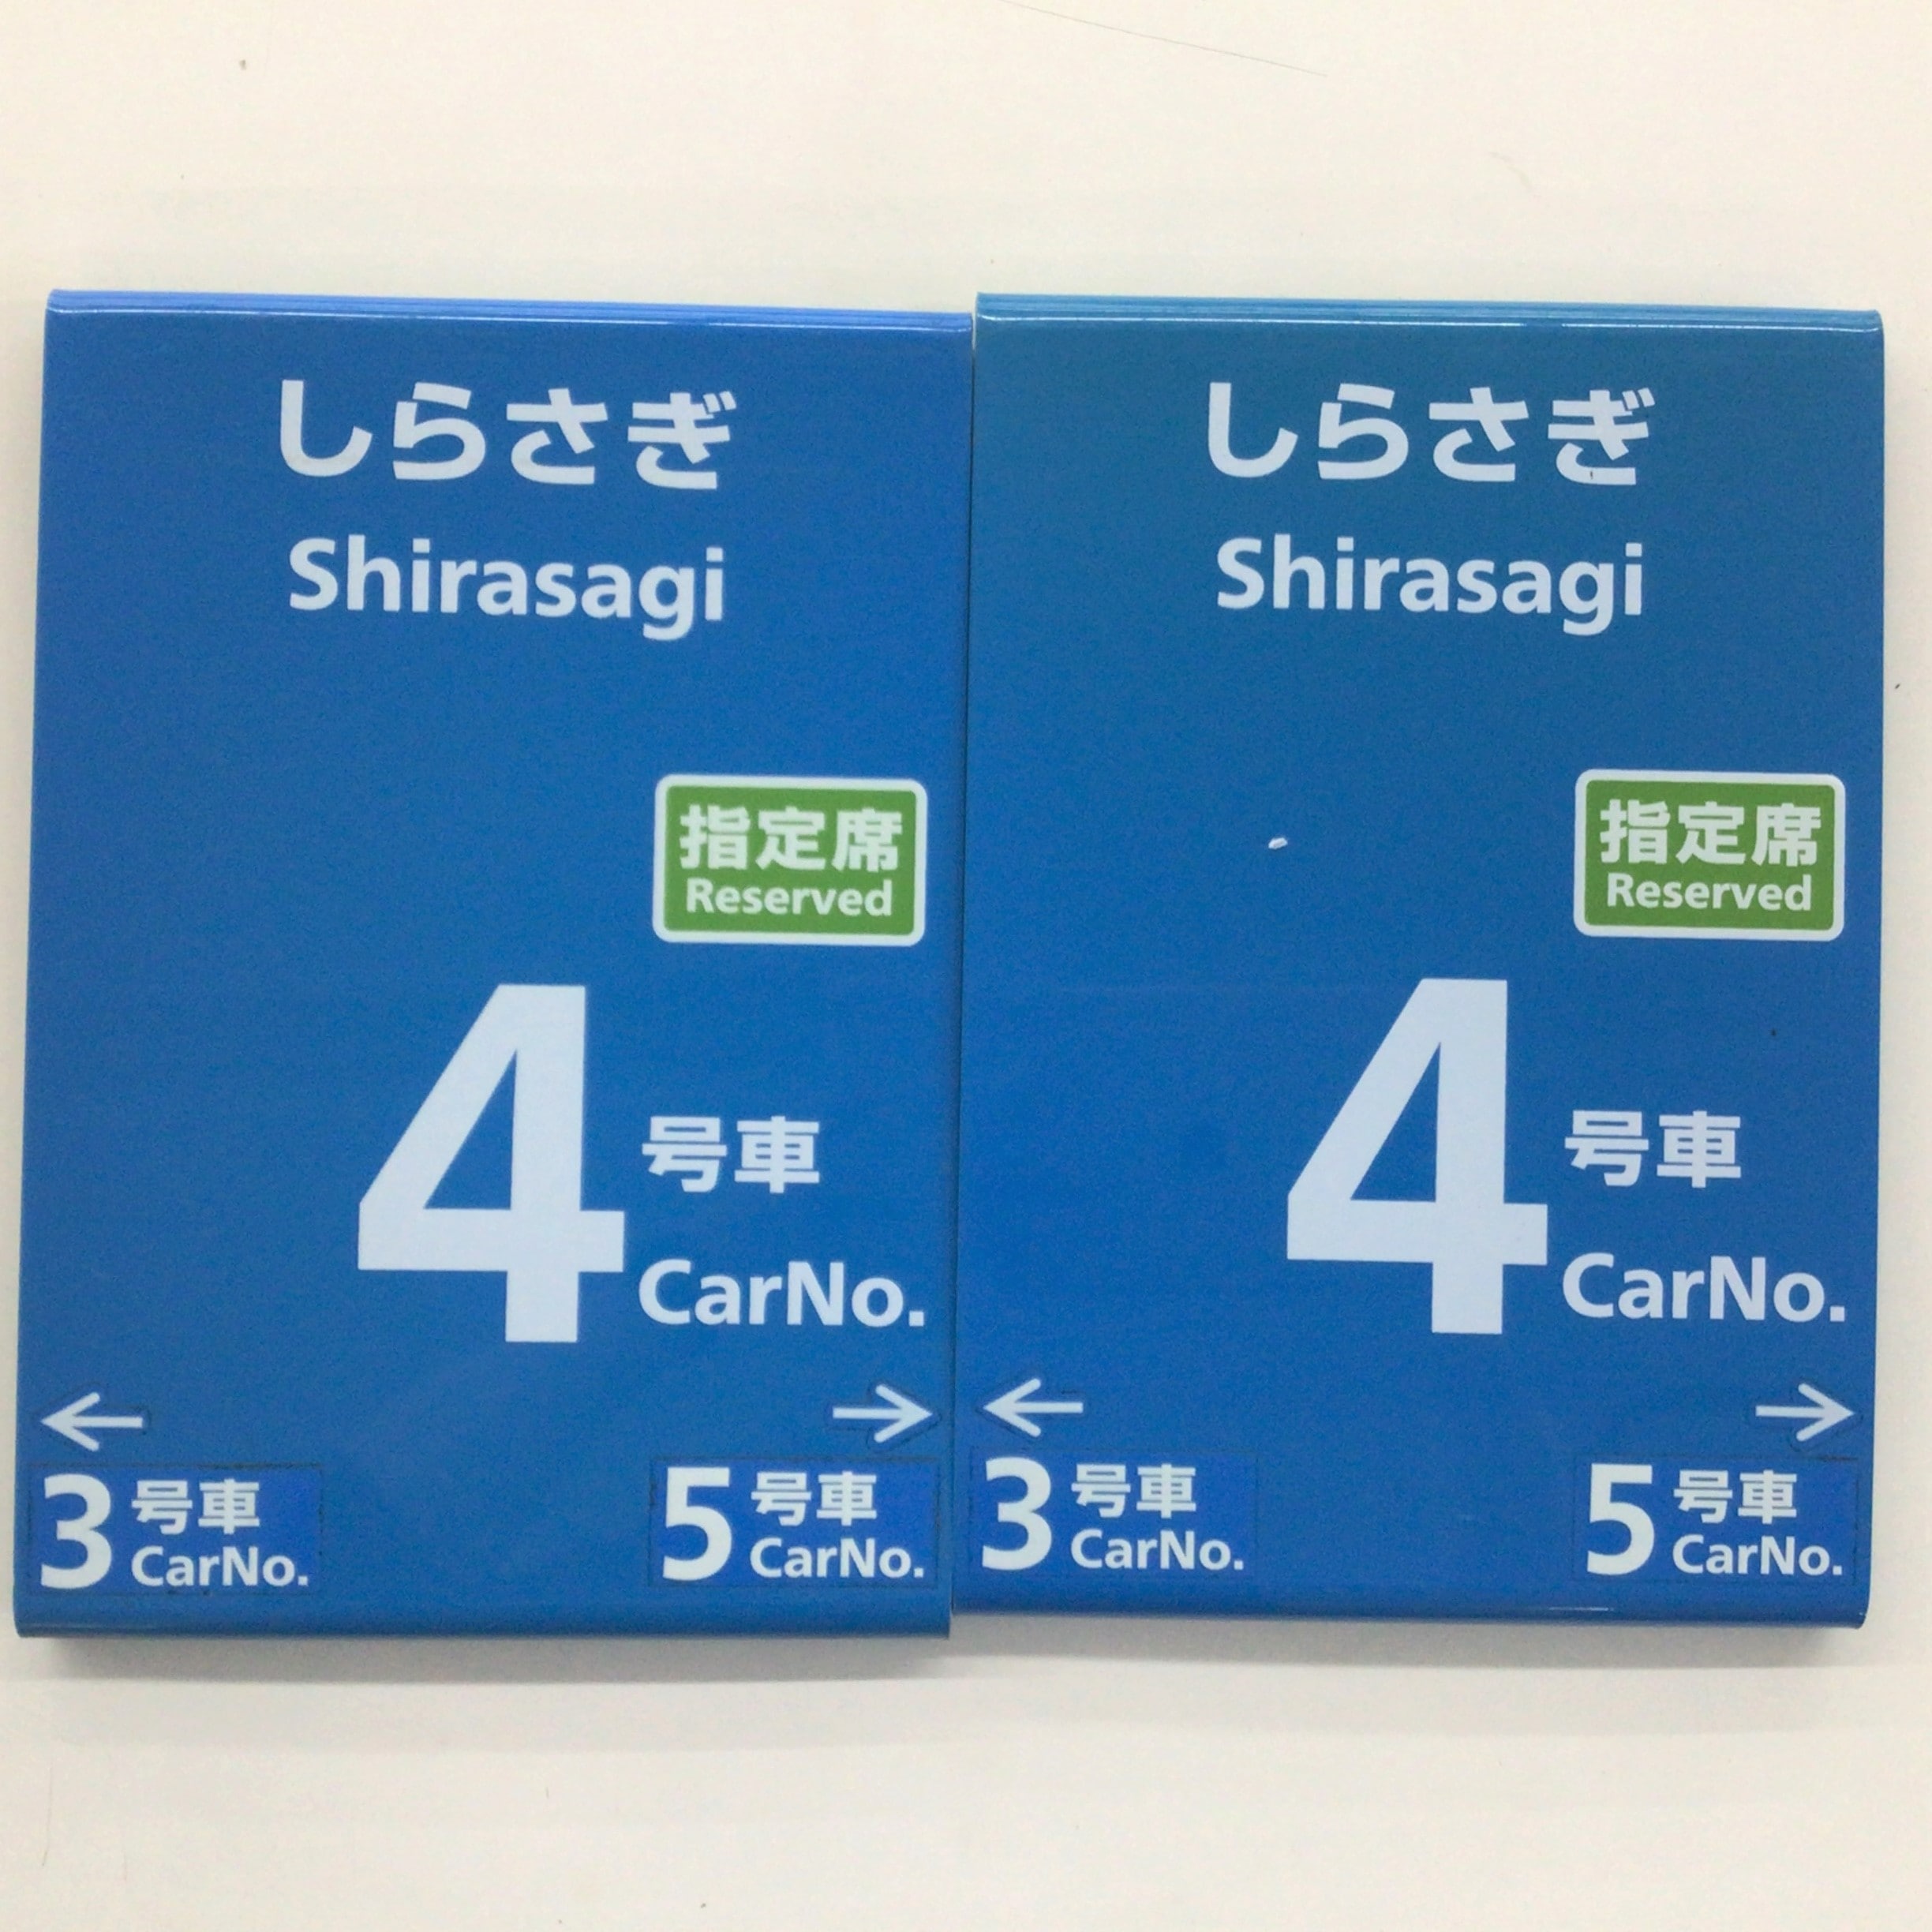 しらさぎ
Shirasagi
指定席
Reserved
4号車
CarNo.
← →
3号車 5号車
CarNo. CarNo.
しらさぎ
Shirasagi
指定席
Reserved
4号車
CarNo.
← →
3号車 5号車
CarNo. CarNo.